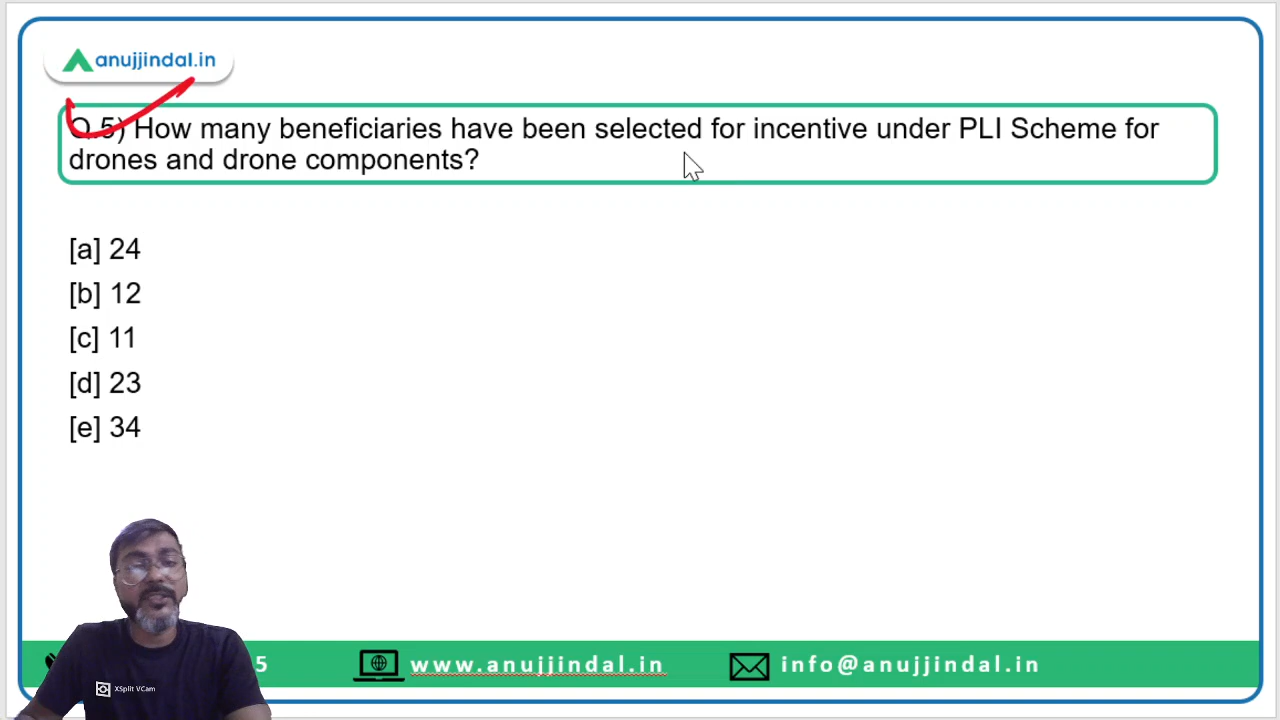 anujjindal.in
Q.5) How many beneficiaries have been selected for incentive under PLI Scheme for
drones and drone components?
[a] 24
[b] 12
[c] 11
[d] 23
[e] 34
5
www.anujjindal.in
info@anujjindal.in
XSplit VCam